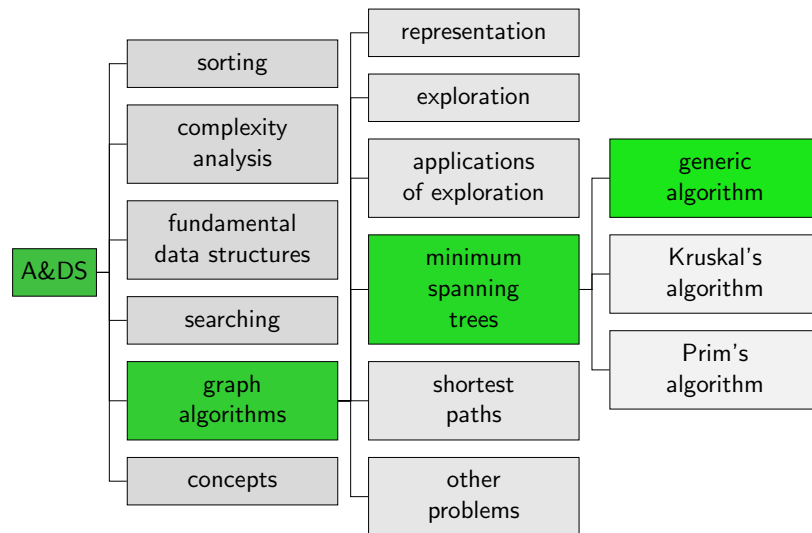 A&DS
sorting
complexity
analysis
fundamental
data structures
searching
graph
algorithms
concepts
representation
exploration
applications
of exploration
minimum
spanning
trees
shortest
paths
other
problems
generic
algorithm
Kruskal's
algorithm
Prim's
algorithm